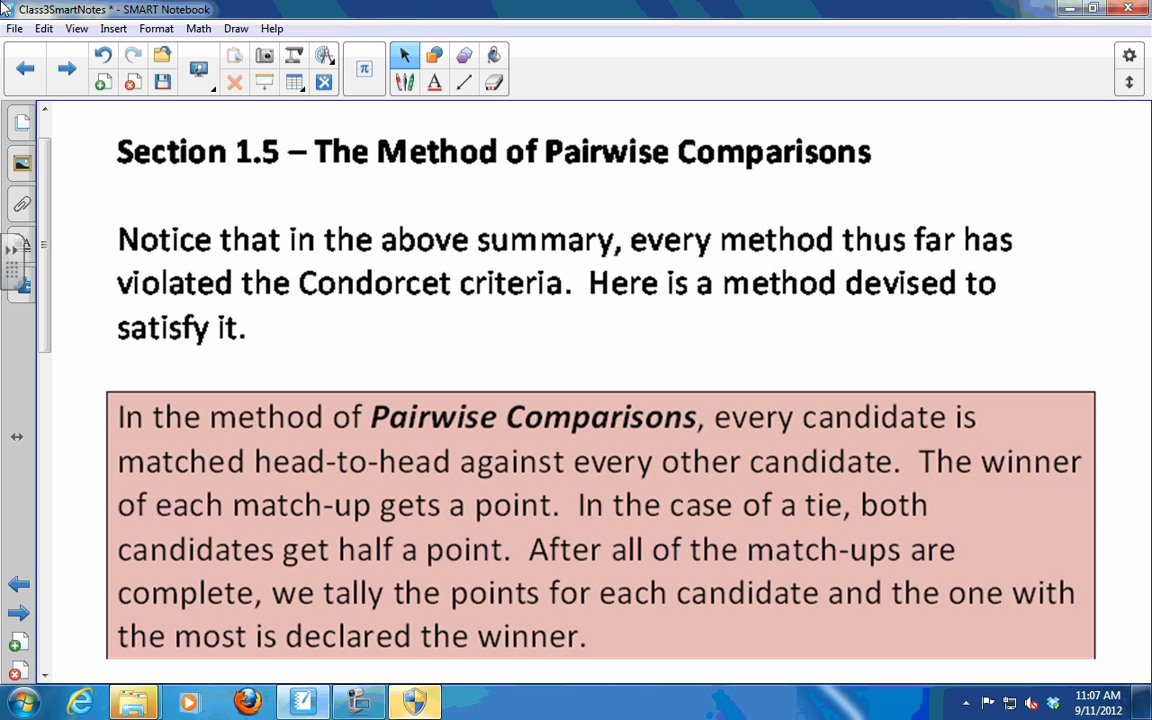 Class3SmartNotes * - SMART Notebook
File Edit View Insert Format Math Draw Help
π
A
Section 1.5 – The Method of Pairwise Comparisons
Notice that in the above summary, every method thus far has
violated the Condorcet criteria. Here is a method devised to
satisfy it.
In the method of Pairwise Comparisons, every candidate is
matched head-to-head against every other candidate. The winner
of each match-up gets a point. In the case of a tie, both
candidates get half a point. After all of the match-ups are
complete, we tally the points for each candidate and the one with
the most is declared the winner.
11:07 AM
9/11/2012